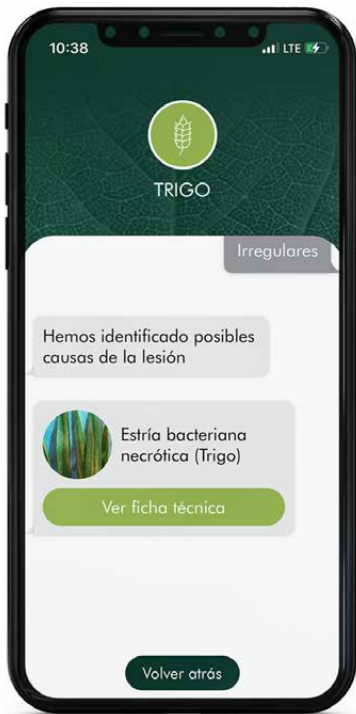 10:38
LTE
TRIGO
Irregulares
Hemos identificado posibles
causas de la lesión
Estría bacteriana
necrótica (Trigo)
Ver ficha técnica
Volver atrás